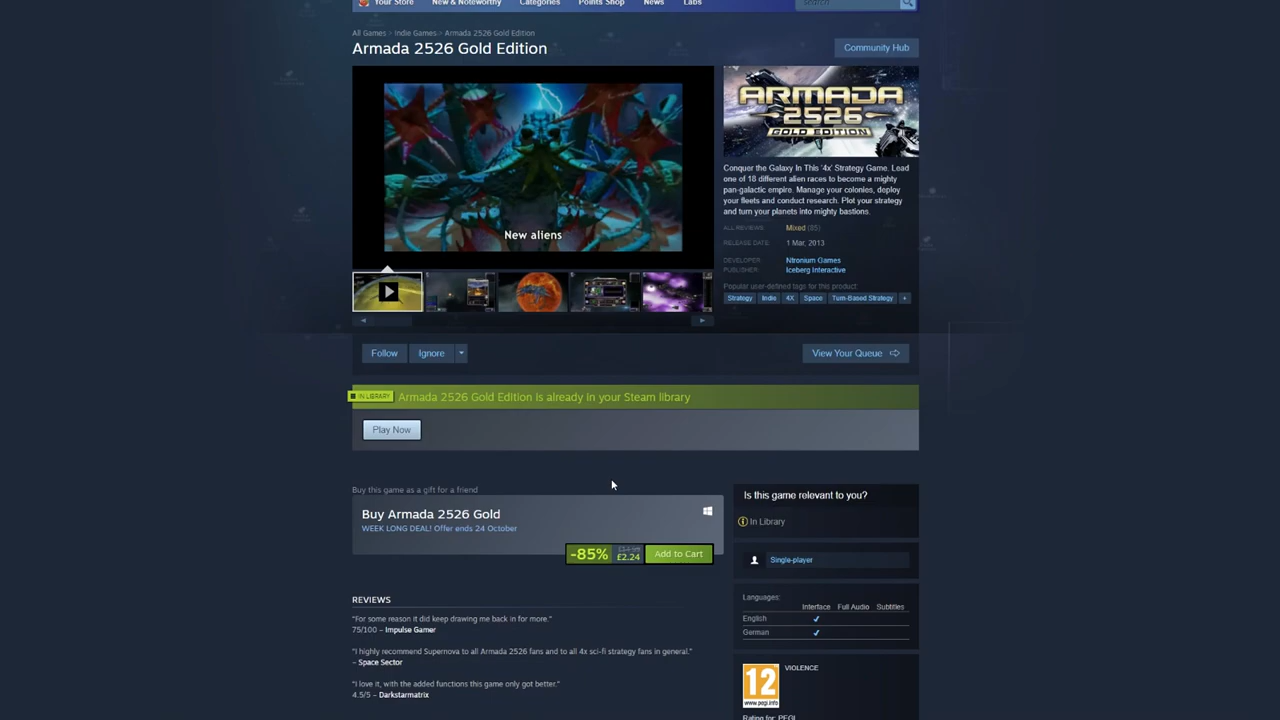 Your Store New & Noteworthy Categories Points Shop News Labs search
All Games > Indie Games > Armada 2526 Gold Edition
Armada 2526 Gold Edition
Community Hub
New aliens
ARMADA
2526
GOLD EDITION
Conquer the Galaxy In This '4x' Strategy Game. Lead
one of 18 different alien races to become a mighty
pan-galactic empire. Manage your colonies, deploy
your fleets and conduct research. Plot your strategy
and turn your planets into mighty bastions.
ALL REVIEWS: Mixed (85)
RELEASE DATE: 1 Mar, 2013
DEVELOPER: Ntronium Games
PUBLISHER: Iceberg Interactive
Popular user-defined tags for this product:
Strategy Indie 4X Space Turn-Based Strategy +
Follow Ignore View Your Queue
IN LIBRARY Armada 2526 Gold Edition is already in your Steam library
Play Now
Buy this game as a gift for a friend
Buy Armada 2526 Gold
WEEK LONG DEAL! Offer ends 24 October
-85% £14.99 £2.24 Add to Cart
REVIEWS
"For some reason it did keep drawing me back in for more."
75/100 – Impulse Gamer
"I highly recommend Supernova to all Armada 2526 fans and to all 4x sci-fi strategy fans in general."
– Space Sector
"I love it, with the added functions this game only got better."
4.5/5 – Darkstarmatrix
Is this game relevant to you?
In Library
Single-player
Languages:
Interface Full Audio Subtitles
English ✔
German ✔
12
www.pegi.info
VIOLENCE
Rating for: PEGI